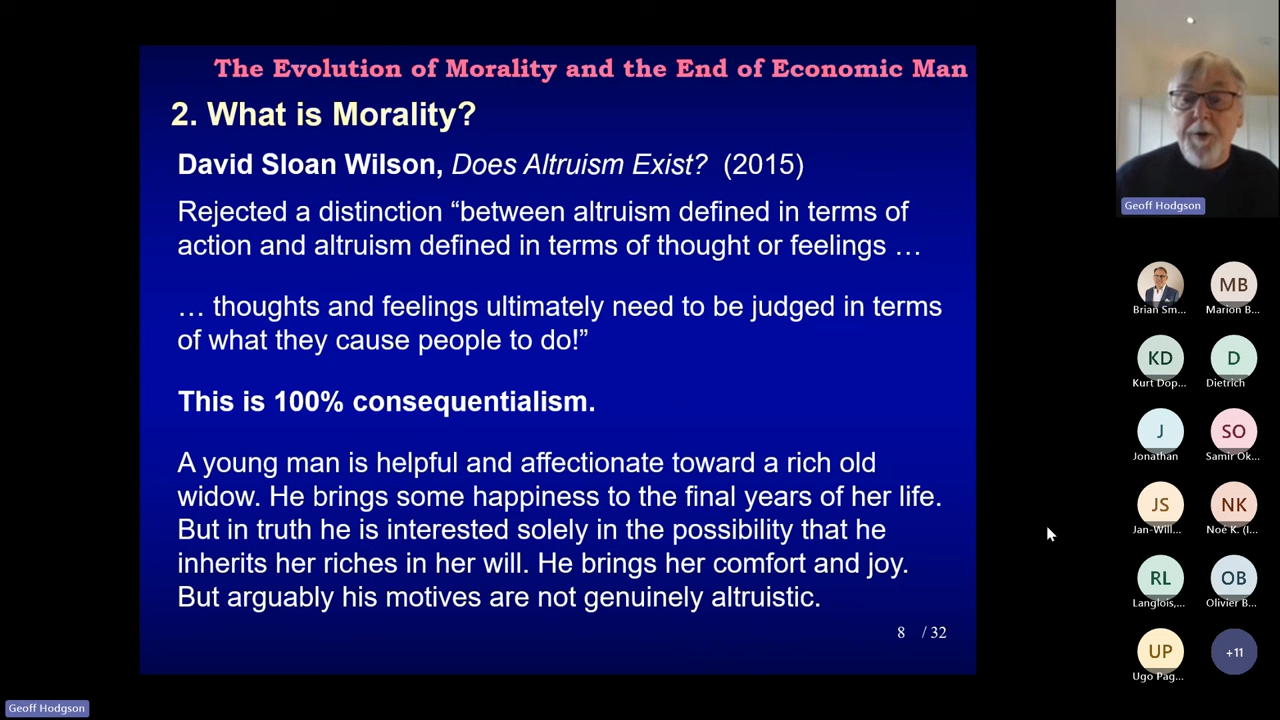 The Evolution of Morality and the End of Economic Man
2. What is Morality?
David Sloan Wilson, Does Altruism Exist? (2015)
Rejected a distinction “between altruism defined in terms of
action and altruism defined in terms of thought or feelings …
… thoughts and feelings ultimately need to be judged in terms
of what they cause people to do!”
This is 100% consequentialism.
A young man is helpful and affectionate toward a rich old
widow. He brings some happiness to the final years of her life.
But in truth he is interested solely in the possibility that he
inherits her riches in her will. He brings her comfort and joy.
But arguably his motives are not genuinely altruistic.
8 / 32
Geoff Hodgson
Brian Sm...
MB
Marion B...
KD
Kurt Dop...
D
Dietrich
J
Jonathan
SO
Samir Ok...
JS
Jan-Will...
NK
Noé K. (I...
RL
Langlois,...
OB
Olivier B...
UP
Ugo Pag...
+11
Geoff Hodgson